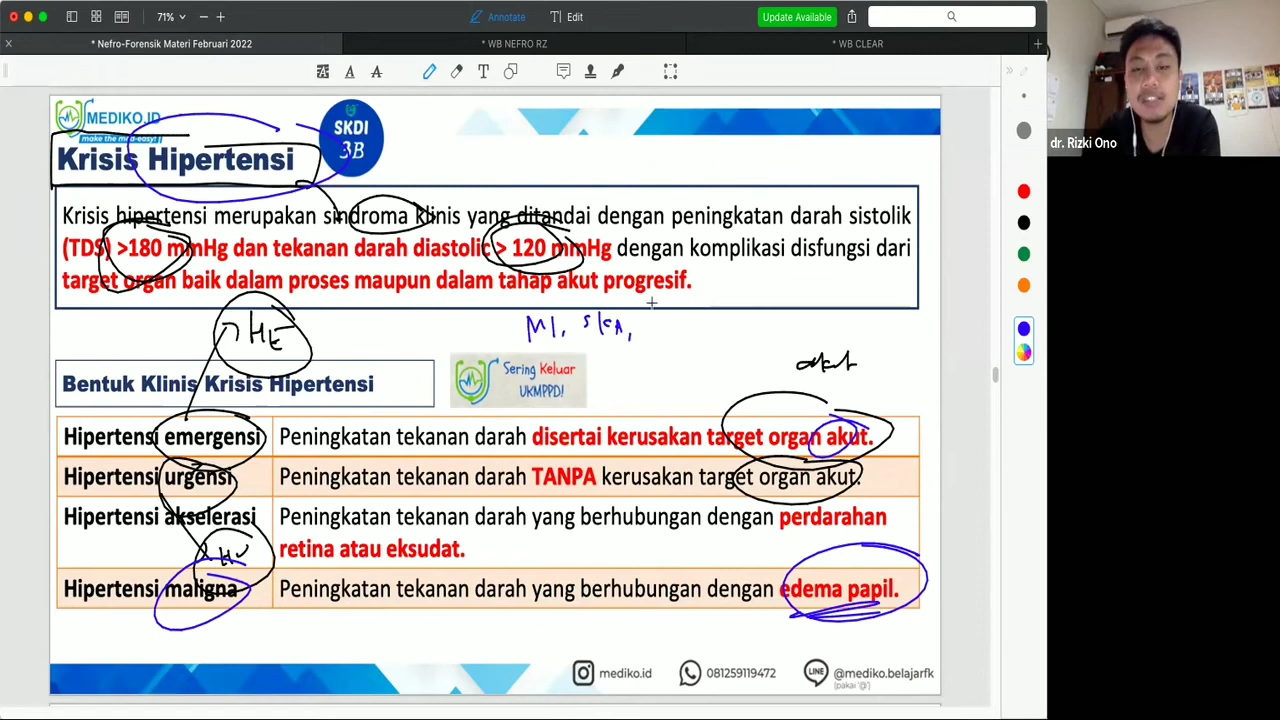 71%
Annotate
Edit
Update Available
* Nefro-Forensik Materi Februari 2022
* WB NEFRO RZ
* WB CLEAR
MEDIKO.ID
make the med-easy!
SKDI
3B
Krisis Hipertensi
Krisis hipertensi merupakan sindroma klinis yang ditandai dengan peningkatan darah sistolik
(TDS) >180 mmHg dan tekanan darah diastolic > 120 mmHg dengan komplikasi disfungsi dari
target organ baik dalam proses maupun dalam tahap akut progresif.
HE
MI, SKA,
Bentuk Klinis Krisis Hipertensi
Sering Keluar
UKMPPD!
akut
Hipertensi emergensi Peningkatan tekanan darah disertai kerusakan target organ akut.
Hipertensi urgensi Peningkatan tekanan darah TANPA kerusakan target organ akut.
Hipertensi akselerasi Peningkatan tekanan darah yang berhubungan dengan perdarahan
retina atau eksudat.
HU
Hipertensi maligna Peningkatan tekanan darah yang berhubungan dengan edema papil.
mediko.id
081259119472
LINE
@mediko.belajarfk
(pakai '@')
dr. Rizki Ono